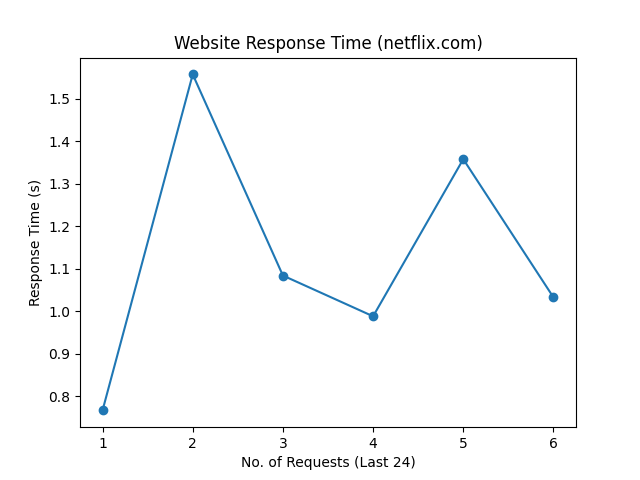 Website Response Time (netflix.com)
Response Time (s)
1.5
1.4
1.3
1.2
1.1
1.0
0.9
0.8
1 2 3 4 5 6
No. of Requests (Last 24)